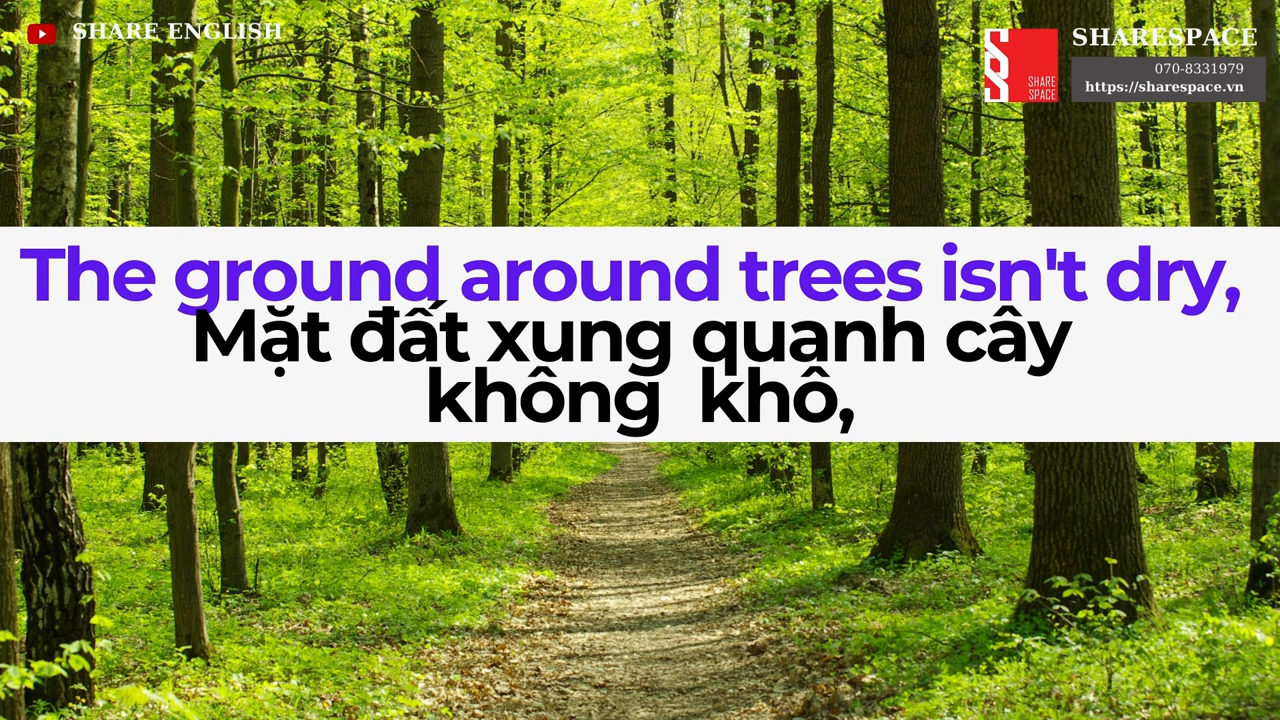 SHARE ENGLISH
SHARESPACE
070-8331979
https://sharespace.vn
SHARE
SPACE
The ground around trees isn't dry,
Mặt đất xung quanh cây
không khô,